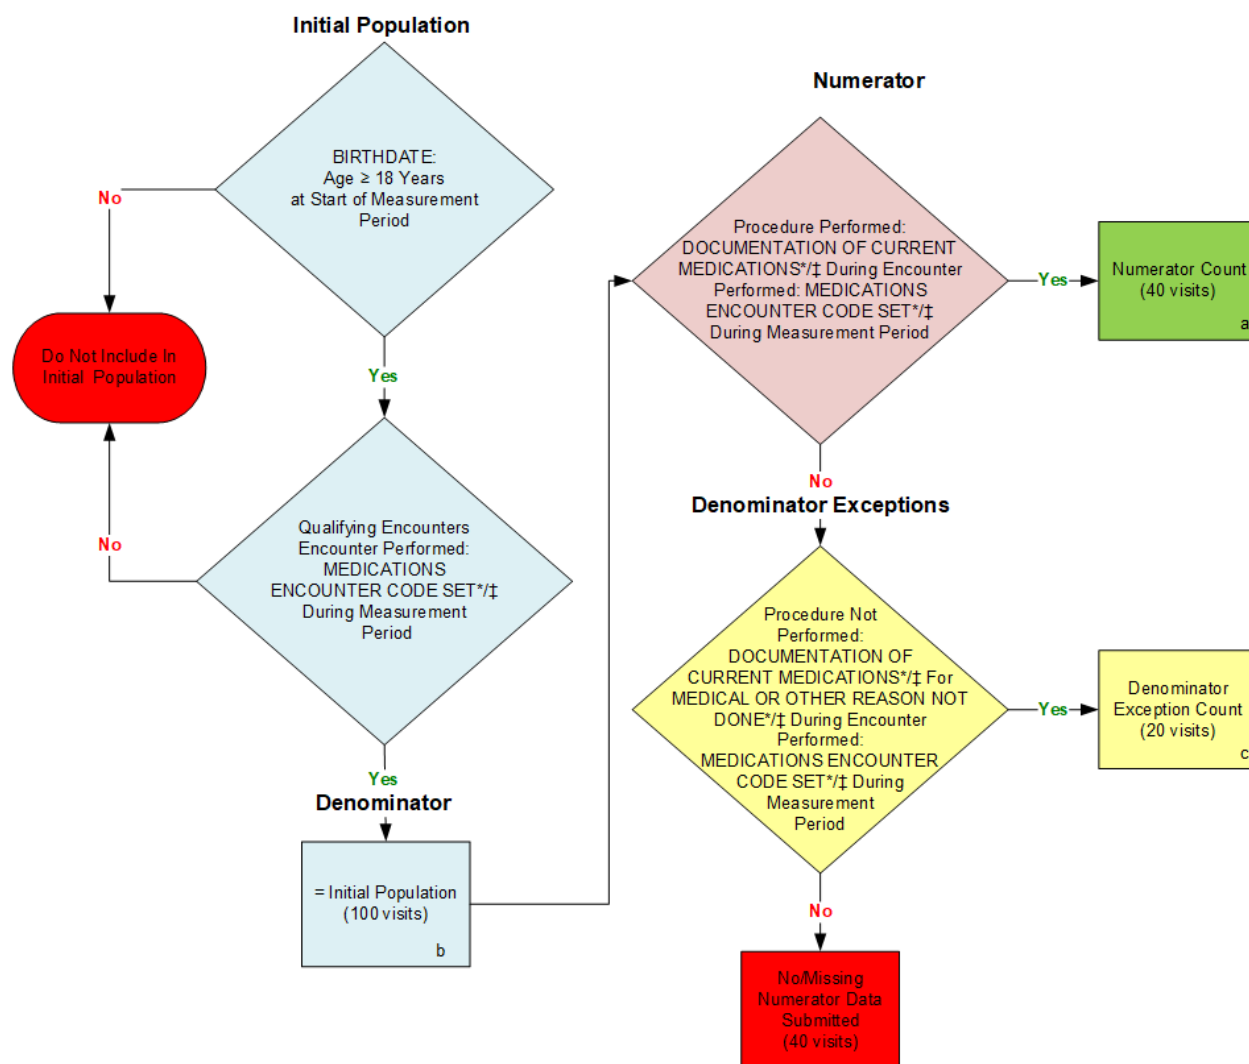 Initial Population
BIRTHDATE:
Age ≥ 18 Years
at Start of Measurement
Period
No
Do Not Include In
Initial Population
Yes
Qualifying Encounters
Encounter Performed:
MEDICATIONS
ENCOUNTER CODE SET*/‡
During Measurement
Period
No
Yes
Denominator
= Initial Population
(100 visits)
b
Numerator
Procedure Performed:
DOCUMENTATION OF CURRENT
MEDICATIONS*/‡ During Encounter
Performed: MEDICATIONS
ENCOUNTER CODE SET*/‡
During Measurement Period
Yes
Numerator Count
(40 visits)
a
No
Denominator Exceptions
Procedure Not
Performed:
DOCUMENTATION OF
CURRENT MEDICATIONS*/‡ For
MEDICAL OR OTHER REASON NOT
DONE*/‡ During Encounter
Performed:
MEDICATIONS ENCOUNTER
CODE SET*/‡ During
Measurement
Period
Yes
Denominator
Exception Count
(20 visits)
c
No
No/Missing
Numerator Data
Submitted
(40 visits)